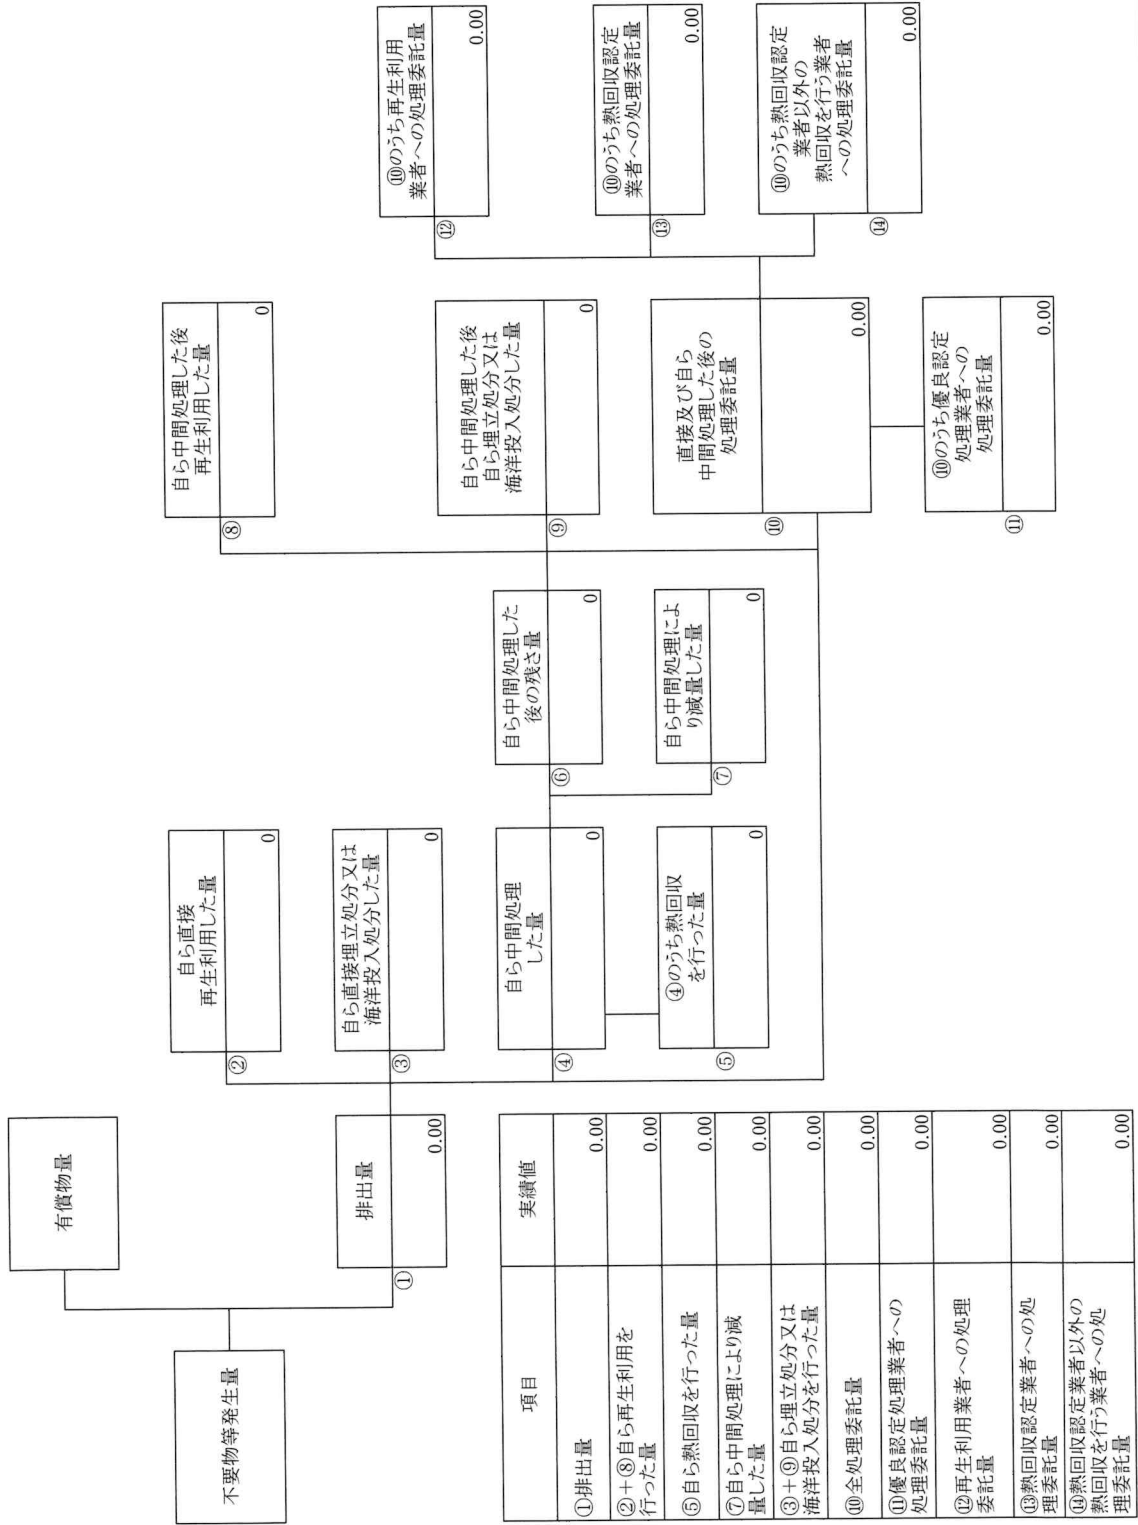 不要物等発生量
有償物量
①
排出量
0.00
②
自ら直接
再生利用した量
0
③
自ら直接埋立処分又は
海洋投入処分した量
0
④
自ら中間処理
した量
0
⑤
④のうち熱回収
を行った量
0
⑥
自ら中間処理した
後の残さ量
0
⑦
自ら中間処理によ
り減量した量
0
⑧
自ら中間処理した後
再生利用した量
0
⑨
自ら中間処理した後
自ら埋立処分又は
海洋投入処分した量
0
⑩
直接及び自ら
中間処理した後の
処理委託量
0.00
⑪
⑩のうち優良認定
処理業者への
処理委託量
0.00
⑫
⑩のうち再生利用
業者への処理委託量
0.00
⑬
⑩のうち熱回収認定
業者への処理委託量
0.00
⑭
⑩のうち熱回収認定
業者以外の
熱回収を行う業者
への処理委託量
0.00
項目 実績値
①排出量 0.00
②＋⑧自ら再生利用を
行った量 0.00
⑤自ら熱回収を行った量 0.00
⑦自ら中間処理により減
量した量 0.00
③＋⑨自ら埋立処分又は
海洋投入処分を行った量 0.00
⑩全処理委託量 0.00
⑪優良認定処理業者への
処理委託量 0.00
⑫再生利用業者への処理
委託量 0.00
⑬熱回収認定業者への処
理委託量 0.00
⑭熱回収認定業者以外の
熱回収を行う業者への処
理委託量 0.00